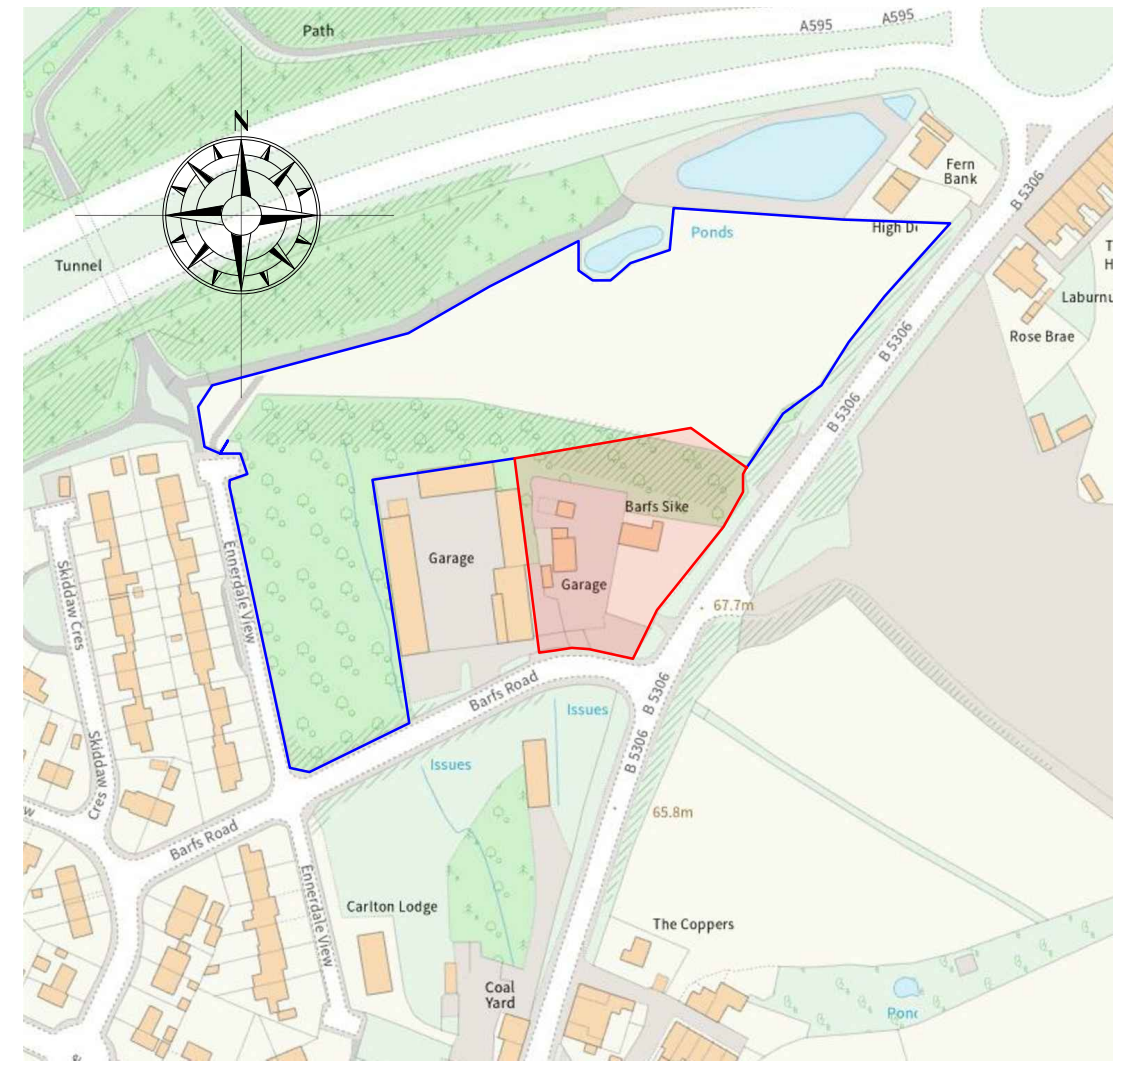 A595
A595
Path
N
Fern
Bank
B 5306
High D
Ponds
Tunnel
Laburnu
Rose Brae
B 5306
B 5306
Barfs Sike
Garage
Garage
Ennerdale View
Skiddaw Cres
67.7m
Barfs Road
B 5306
Issues
B 5306
Issues
Skiddaw
Cres
65.8m
Barfs Road
Ennerdale View
Carlton Lodge
The Coppers
Coal
Yard
Pond